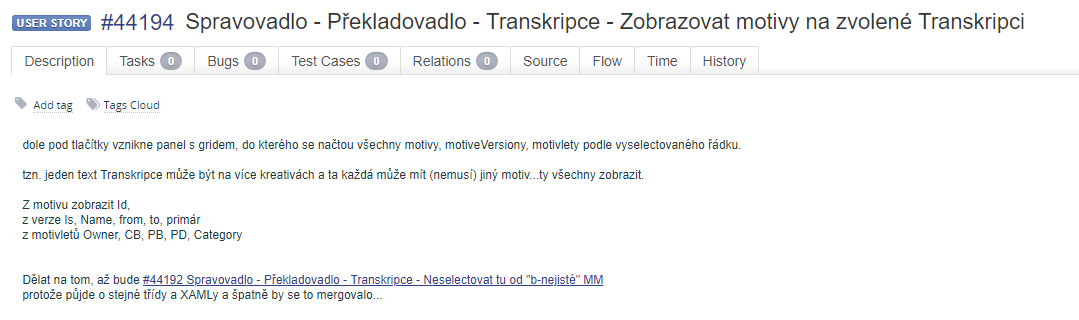 USER STORY #44194 Spravovadlo - Překladovadlo - Transkripce - Zobrazovat motivy na zvolené Transkripci
Description Tasks 0 Bugs 0 Test Cases 0 Relations 0 Source Flow Time History
Add tag Tags Cloud
dole pod tlačítky vznikne panel s gridem, do kterého se načtou všechny motivy, motiveVersiony, motivlety podle vyselectovaného řádku.
tzn. jeden text Transkripce může být na více kreativách a ta každá může mít (nemusí) jiný motiv...ty všechny zobrazit.
Z motivu zobrazit Id,
z verze Is, Name, from, to, primár
z motivletů Owner, CB, PB, PD, Category
Dělat na tom, až bude #44192 Spravovadlo - Překladovadlo - Transkripce - Neselectovat tu od "b-nejisté" MM
protože půjde o stejné třídy a XAMLy a špatně by se to mergovalo...